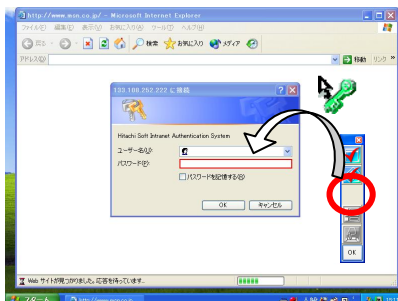 http://www.msn.co.jp/ - Microsoft Internet Explorer
ファイル(F) 編集(E) 表示(V) お気に入り(A) ツール(T) ヘルプ(H)
戻る 検索 お気に入り メディア
アドレス(D) 移動 リンク »
133.108.252.222 に接続
Hitachi Soft Intranet Authentication System
ユーザー名(U):
パスワード(P):
パスワードを記憶する(R)
OK キャンセル
OK
Web サイトが見つかりました。応答を待っています...
スタート